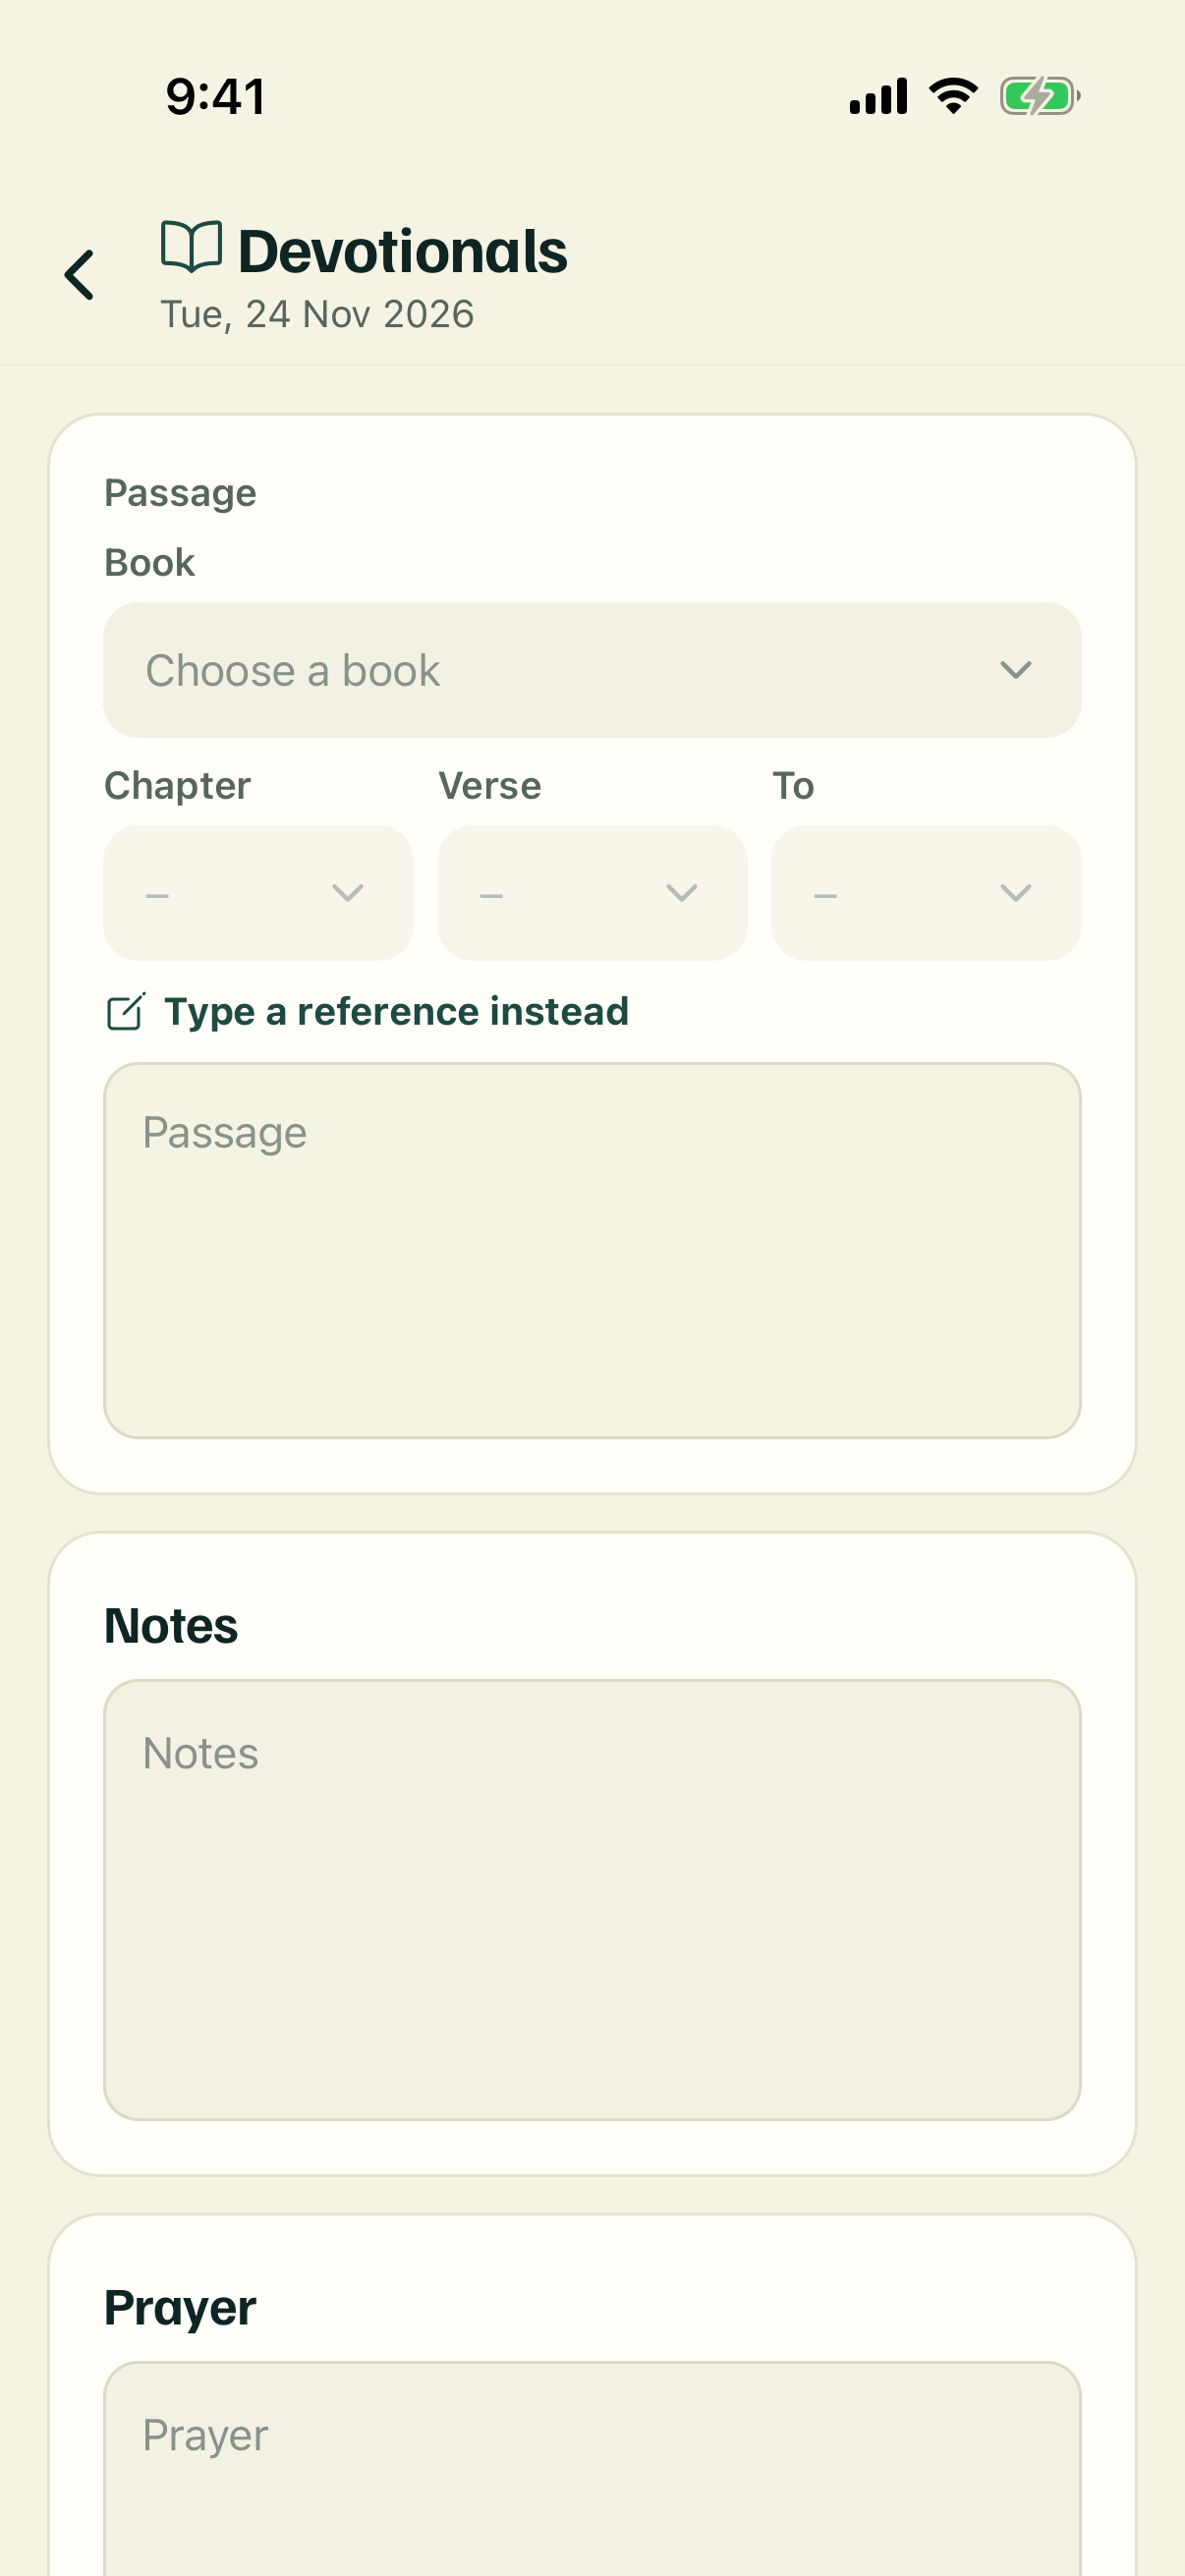 9:41
Devotionals
Tue, 24 Nov 2026
Passage
Book
Choose a book
Chapter Verse To
– – –
Type a reference instead
Passage
Notes
Notes
Prayer
Prayer